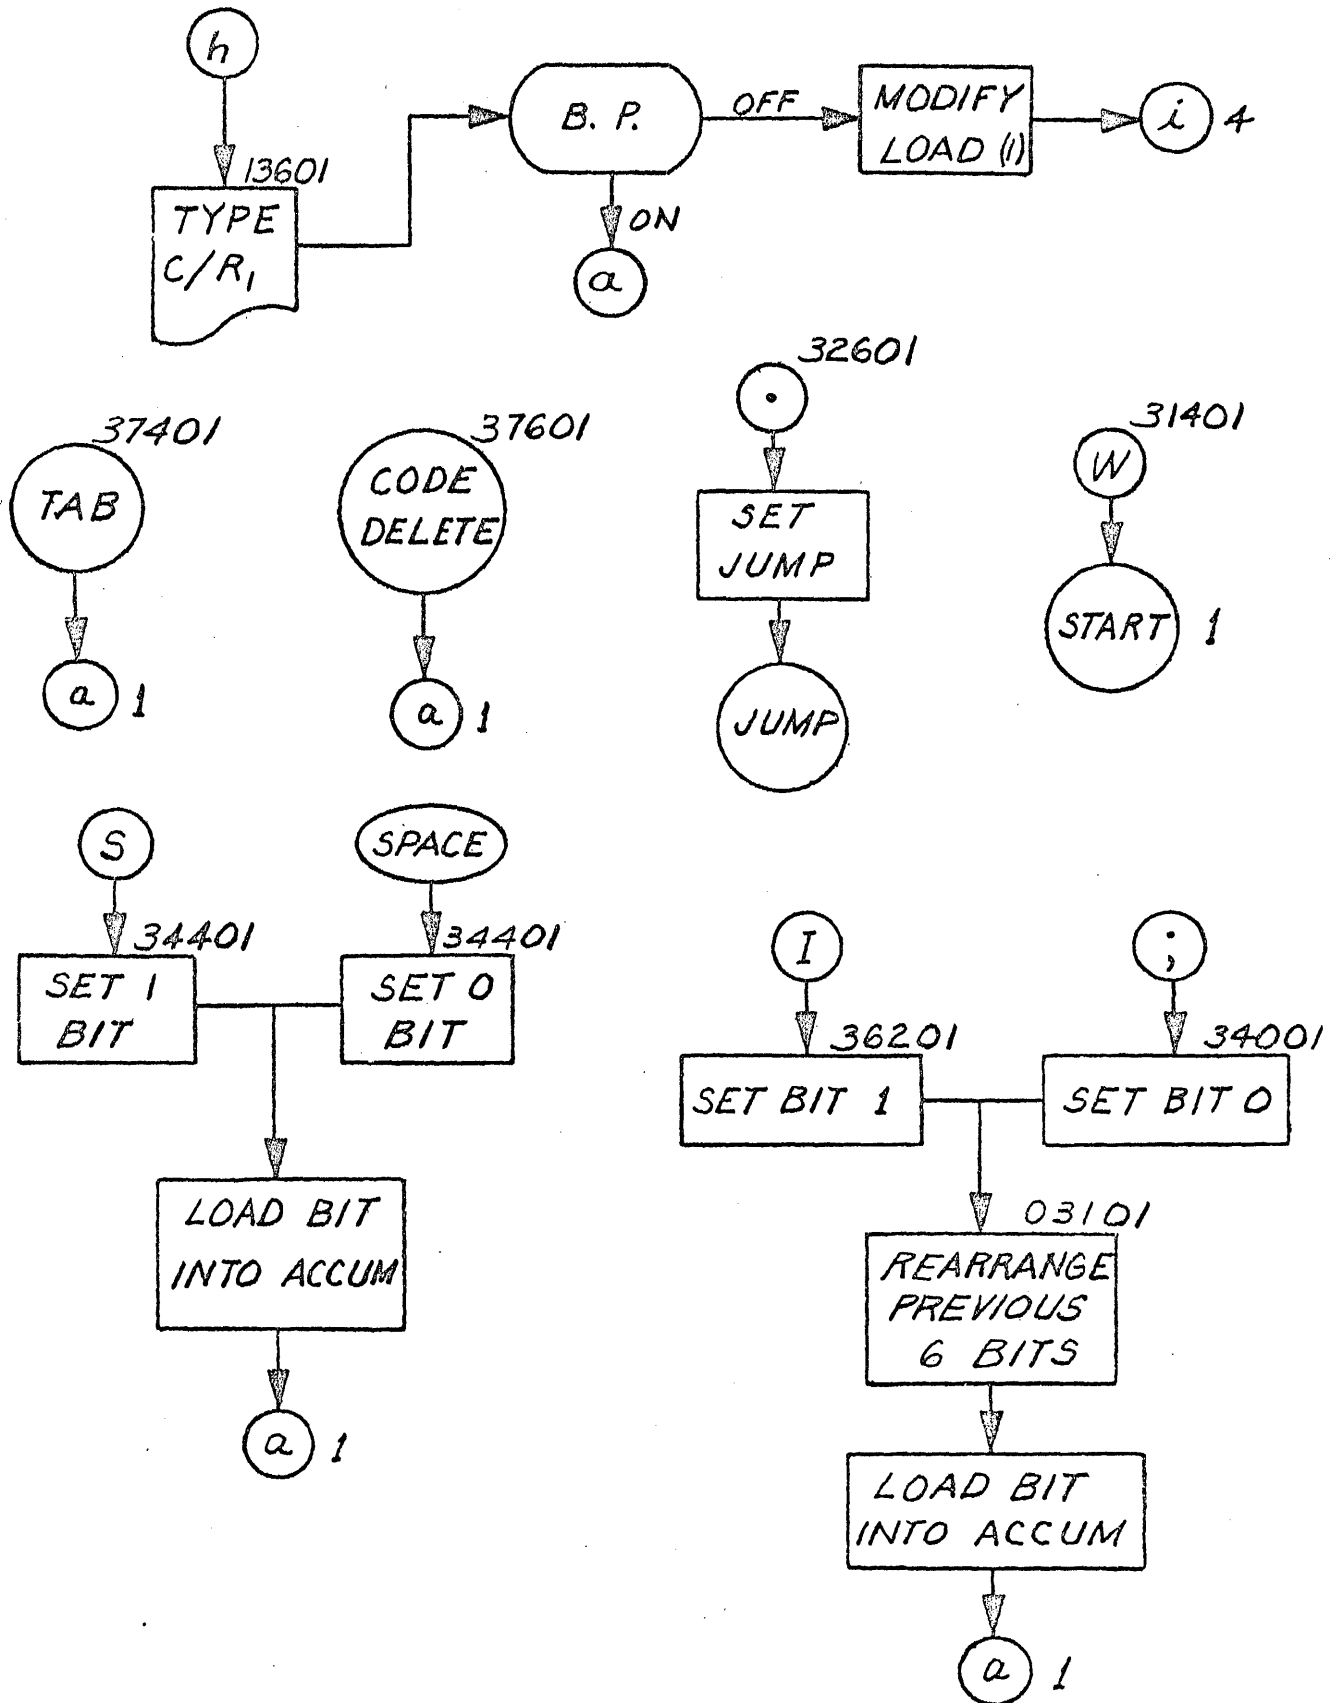 h
13601
TYPE
C/R1
B. P.
OFF
MODIFY
LOAD (1)
i 4
ON
a
37401
TAB
a 1
37601
CODE
DELETE
a 1
32601
.
SET
JUMP
JUMP
31401
W
START 1
S
34401
SET 1
BIT
SPACE
34401
SET 0
BIT
LOAD BIT
INTO ACCUM
a 1
I
36201
SET BIT 1
;
34001
SET BIT 0
03101
REARRANGE
PREVIOUS
6 BITS
LOAD BIT
INTO ACCUM
a 1